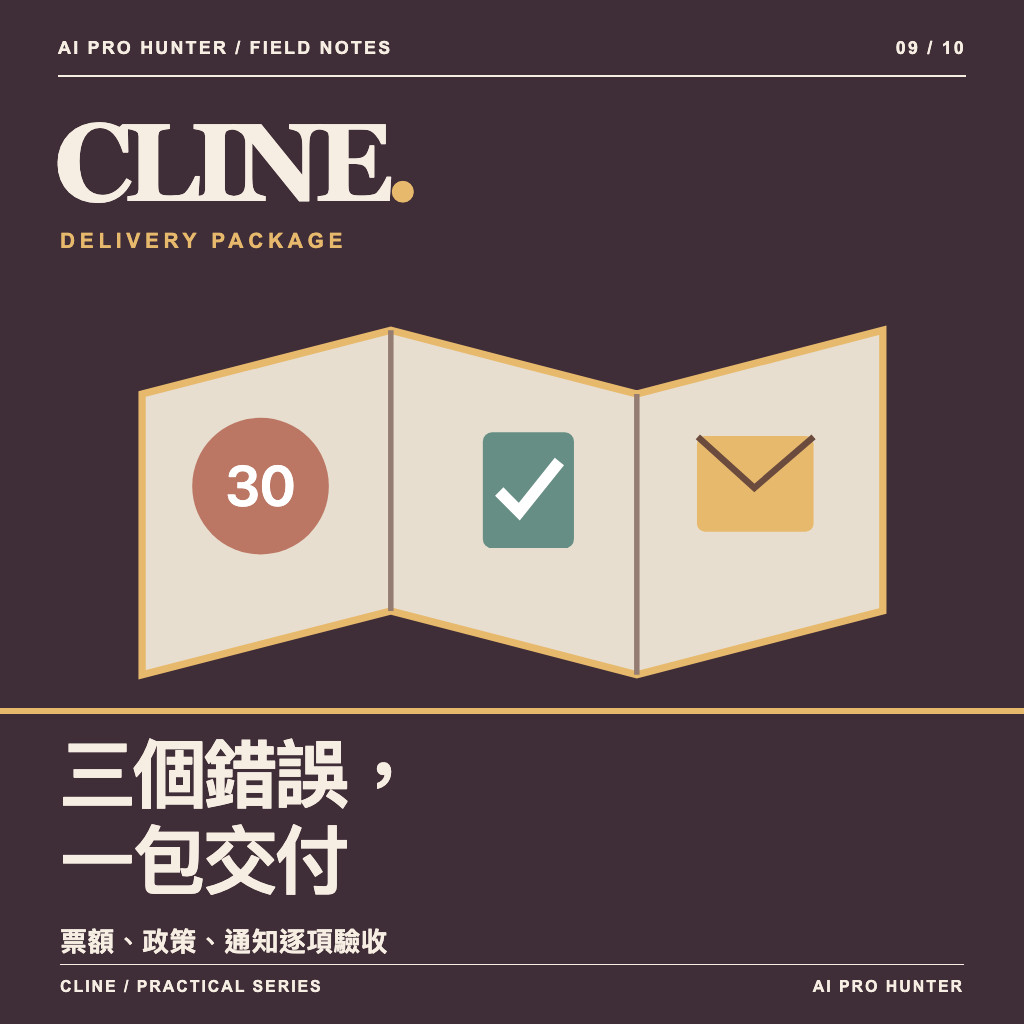 AI PRO HUNTER / FIELD NOTES
09 / 10
CLINE.
DELIVERY PACKAGE
30
三個錯誤，
一包交付
票額、政策、通知逐項驗收
CLINE / PRACTICAL SERIES
AI PRO HUNTER